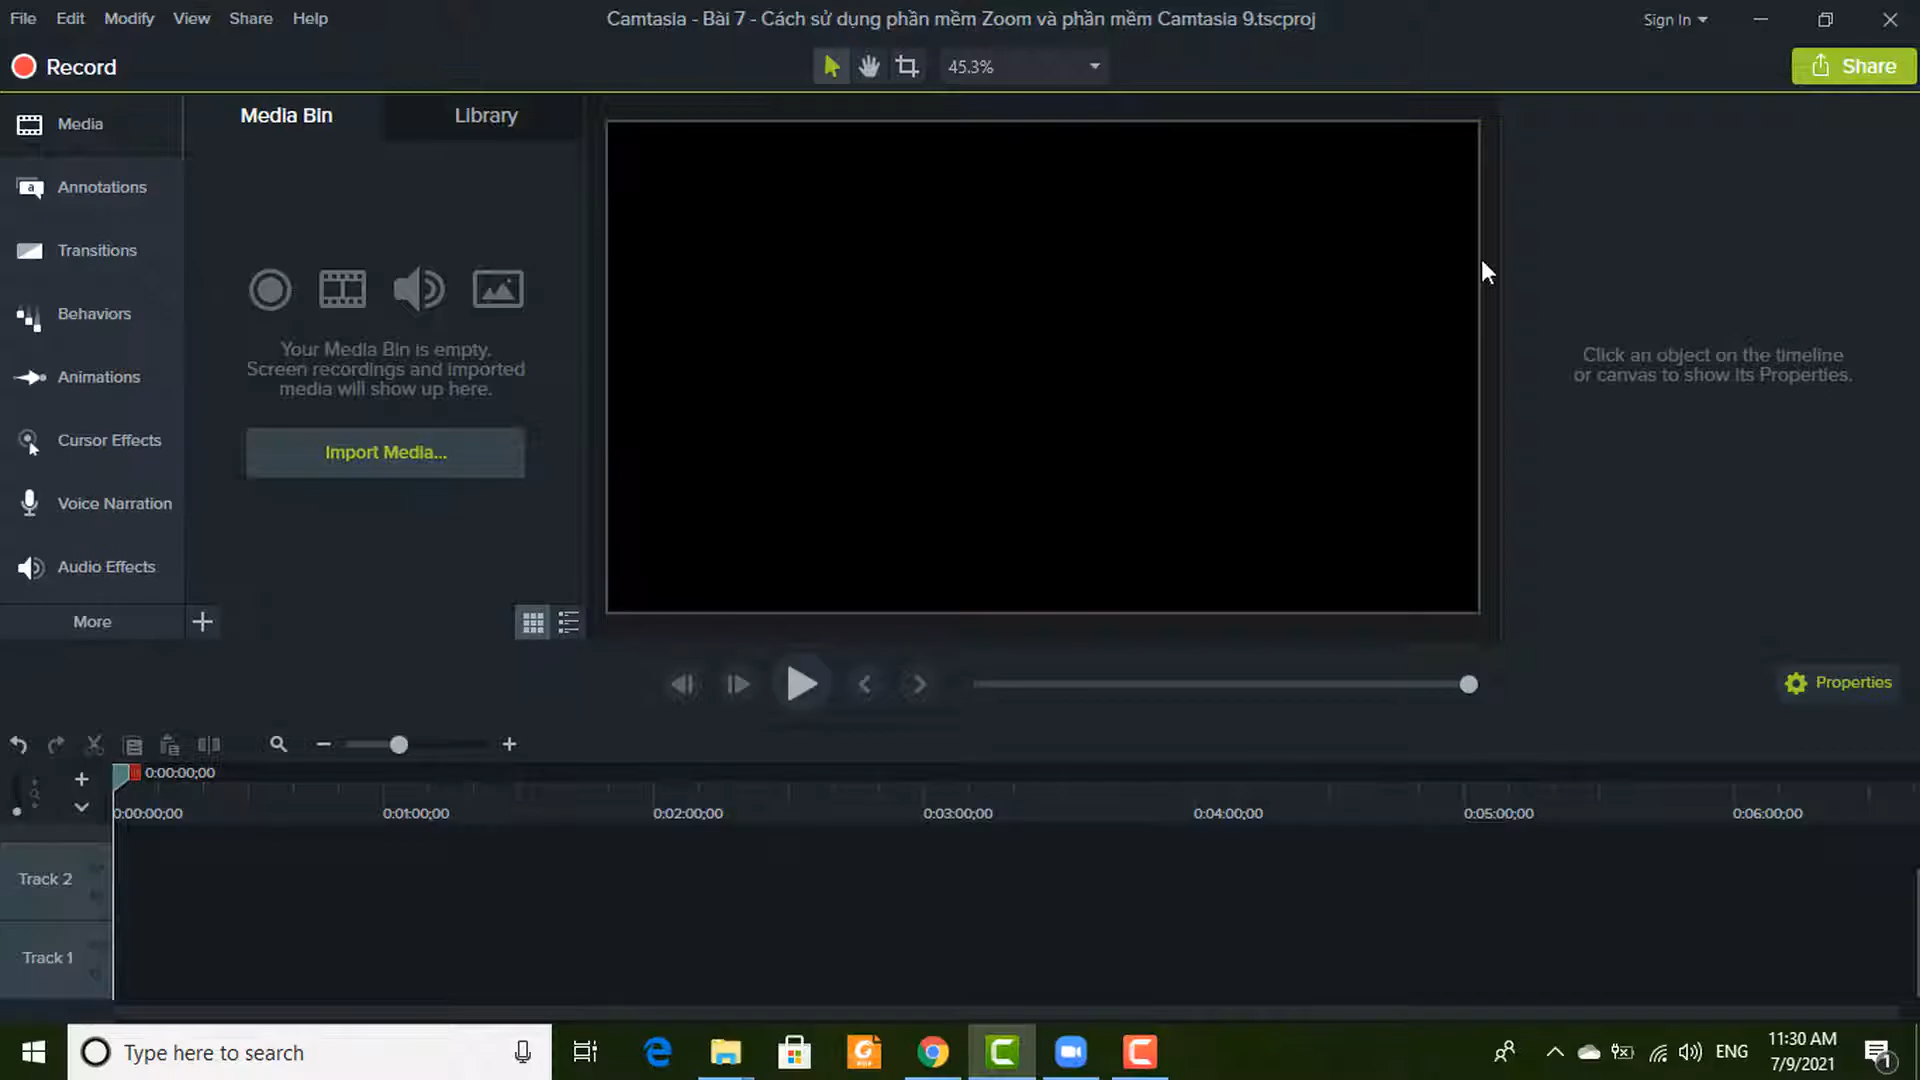 File Edit Modify View Share Help
Camtasia - Bài 7 - Cách sử dụng phần mềm Zoom và phần mềm Camtasia 9.tscproj
Sign In
Record
45.3%
Share
Media
Annotations
Transitions
Behaviors
Animations
Cursor Effects
Voice Narration
Audio Effects
More
Media Bin
Library
Your Media Bin is empty.
Screen recordings and imported
media will show up here.
Import Media...
Click an object on the timeline
or canvas to show its Properties.
Properties
0:00:00;00
0:00:00;00 0:01:00;00 0:02:00;00 0:03:00;00 0:04:00;00 0:05:00;00 0:06:00;00
Track 2
Track 1
Type here to search
ENG
11:30 AM
7/9/2021
1